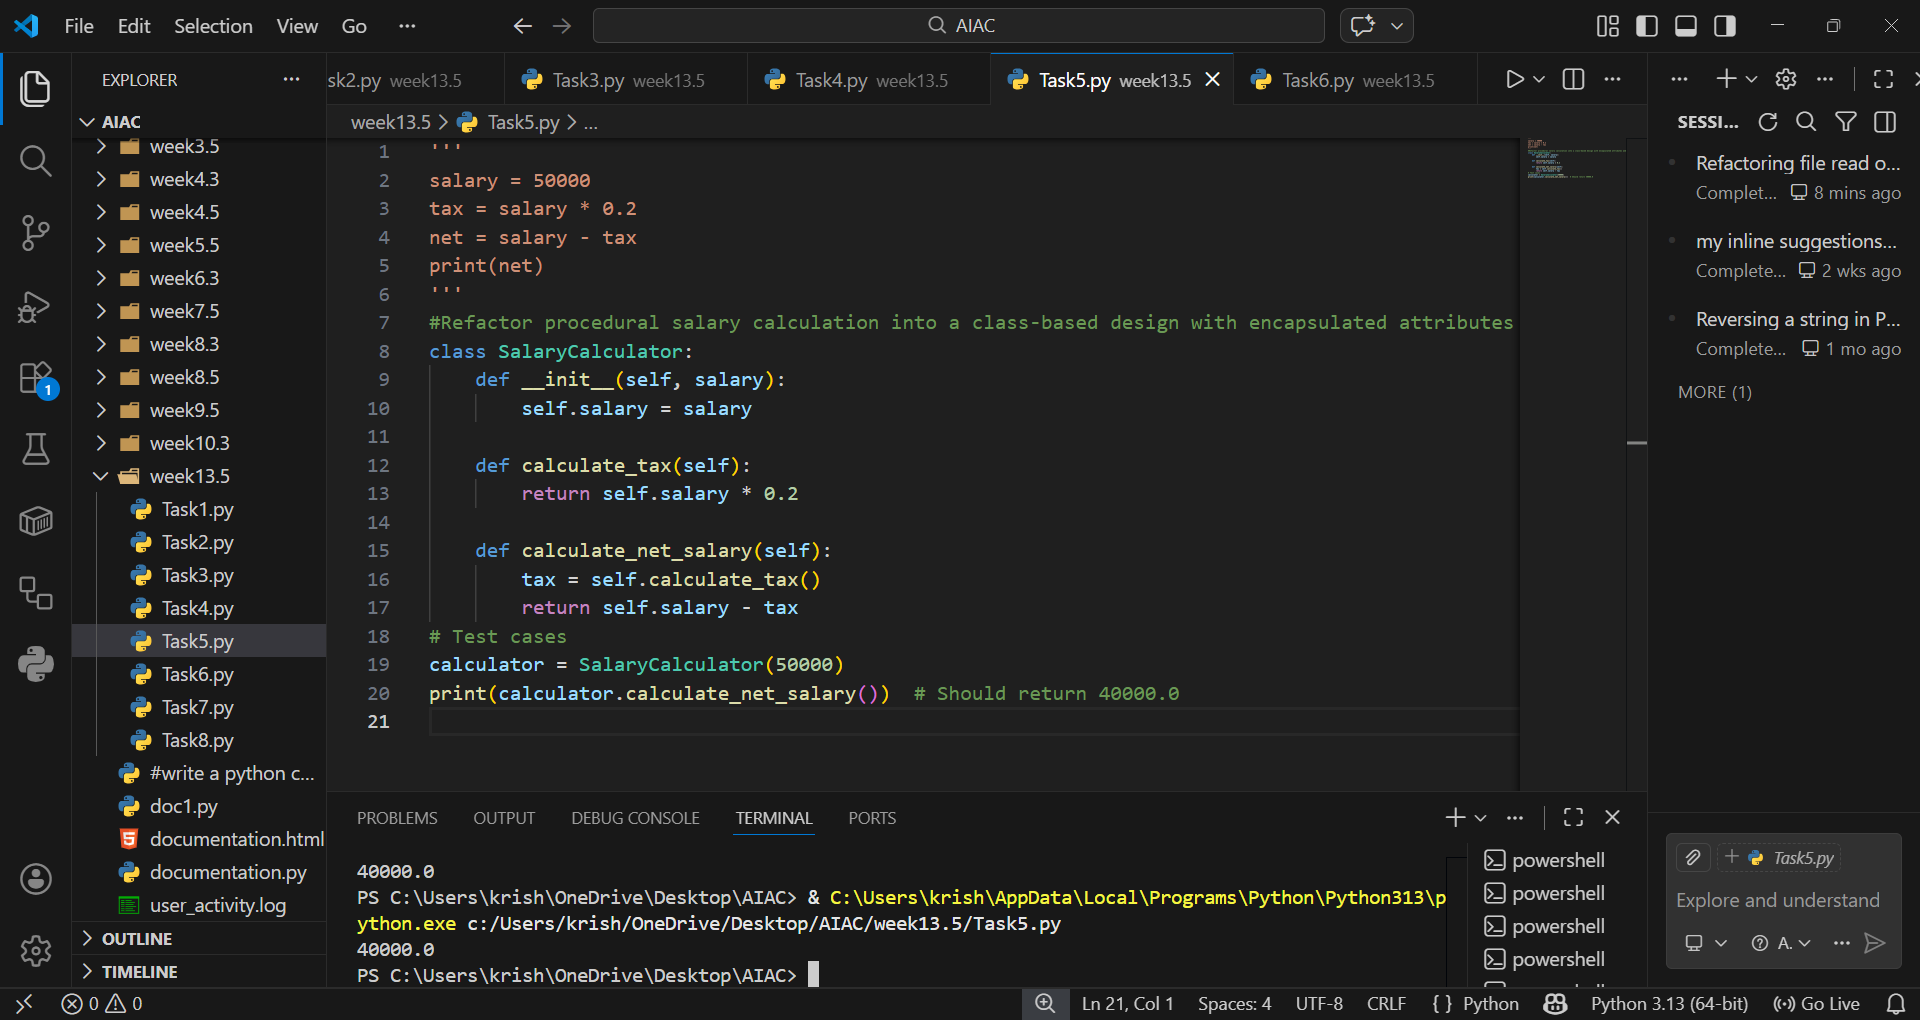 File Edit Selection View Go ··· AIAC
EXPLORER ···
AIAC
week3.5
week4.3
week4.5
week5.5
week6.3
week7.5
week8.3
week8.5
week9.5
week10.3
week13.5
Task1.py
Task2.py
Task3.py
Task4.py
Task5.py
Task6.py
Task7.py
Task8.py
#write a python c...
doc1.py
documentation.html
documentation.py
user_activity.log
OUTLINE
TIMELINE
1
sk2.py week13.5 Task3.py week13.5 Task4.py week13.5 Task5.py week13.5 Task6.py week13.5
week13.5 > Task5.py > ...
1 '''
2 salary = 50000
3 tax = salary * 0.2
4 net = salary - tax
5 print(net)
6 '''
7 #Refactor procedural salary calculation into a class-based design with encapsulated attributes
8 class SalaryCalculator:
9     def __init__(self, salary):
10         self.salary = salary
11
12     def calculate_tax(self):
13         return self.salary * 0.2
14
15     def calculate_net_salary(self):
16         tax = self.calculate_tax()
17         return self.salary - tax
18 # Test cases
19 calculator = SalaryCalculator(50000)
20 print(calculator.calculate_net_salary())  # Should return 40000.0
21
PROBLEMS OUTPUT DEBUG CONSOLE TERMINAL PORTS
40000.0
PS C:\Users\krish\OneDrive\Desktop\AIAC> & C:\Users\krish\AppData\Local\Programs\Python\Python313\p
ython.exe c:/Users/krish/OneDrive/Desktop/AIAC/week13.5/Task5.py
40000.0
PS C:\Users\krish\OneDrive\Desktop\AIAC>
powershell
powershell
powershell
powershell
SESSI...
Refactoring file read o...
Complet... 8 mins ago
my inline suggestions...
Complete... 2 wks ago
Reversing a string in P...
Complete... 1 mo ago
MORE (1)
Task5.py
Explore and understand
A.
0 0 Ln 21, Col 1 Spaces: 4 UTF-8 CRLF { } Python Python 3.13 (64-bit) Go Live